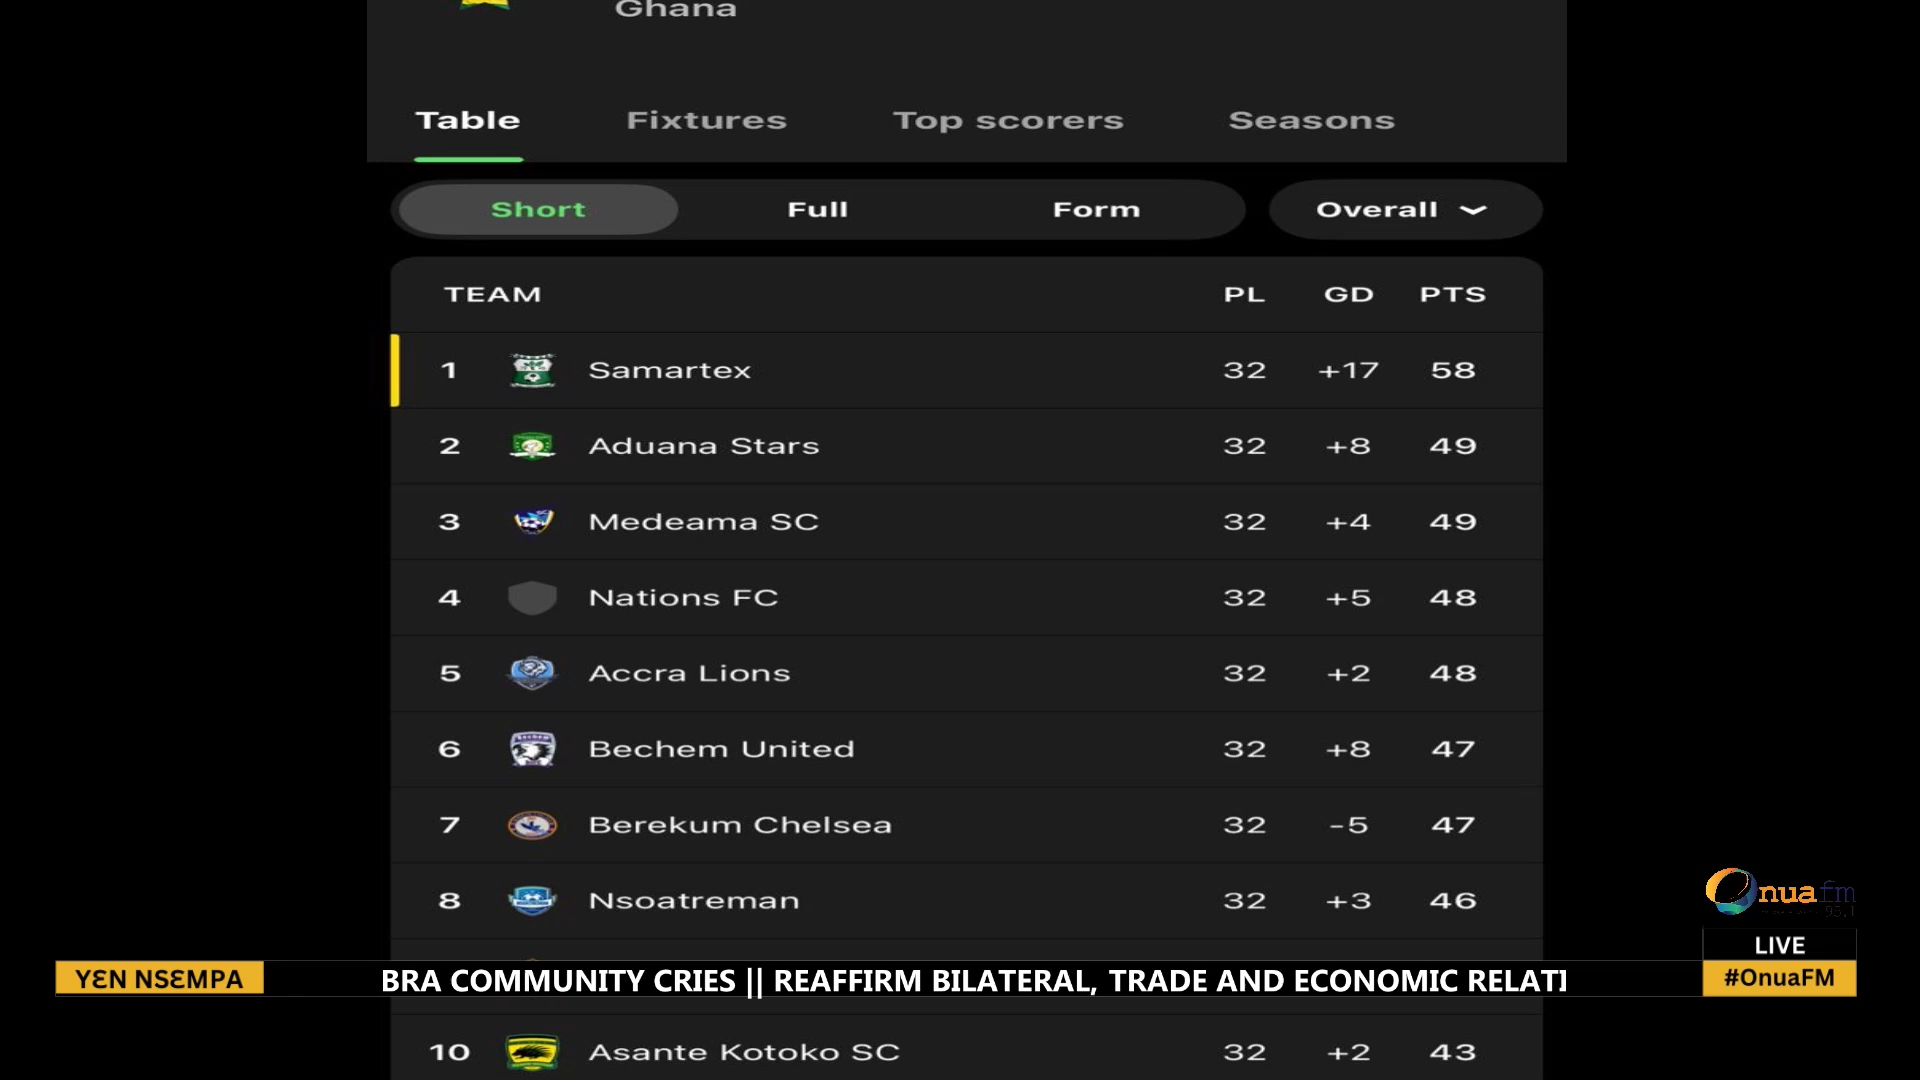 Ghana
Table Fixtures Top scorers Seasons
Short Full Form Overall
TEAM PL GD PTS
1 Samartex 32 +17 58
2 Aduana Stars 32 +8 49
3 Medeama SC 32 +4 49
4 Nations FC 32 +5 48
5 Accra Lions 32 +2 48
6 Bechem United 32 +8 47
7 Berekum Chelsea 32 -5 47
8 Nsoatreman 32 +3 46
10 Asante Kotoko SC 32 +2 43
Onua fm
95.1
LIVE
#OnuaFM
YƐN NSƐMPA
BRA COMMUNITY CRIES || REAFFIRM BILATERAL, TRADE AND ECONOMIC RELATI